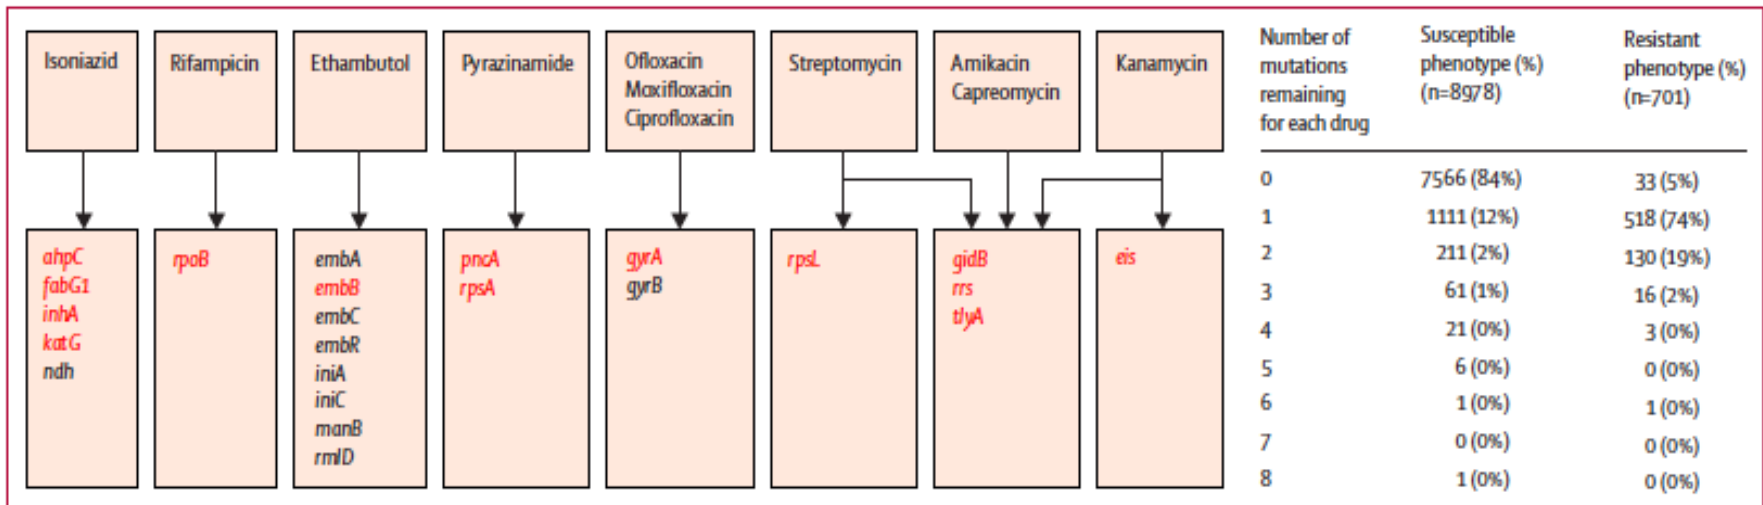 Isoniazid
Rifampicin
Ethambutol
Pyrazinamide
Ofloxacin
Moxifloxacin
Ciprofloxacin
Streptomycin
Amikacin
Capreomycin
Kanamycin
ahpC
fabG1
inhA
katG
ndh
rpoB
embA
embB
embC
embR
iniA
iniC
manB
rmlD
pncA
rpsA
gyrA
gyrB
rpsL
gidB
rrs
tlyA
eis
Number of
mutations
remaining
for each drug
Susceptible
phenotype (%)
(n=8978)
Resistant
phenotype (%)
(n=701)
0 7566 (84%) 33 (5%)
1 1111 (12%) 518 (74%)
2 211 (2%) 130 (19%)
3 61 (1%) 16 (2%)
4 21 (0%) 3 (0%)
5 6 (0%) 0 (0%)
6 1 (0%) 1 (0%)
7 0 (0%) 0 (0%)
8 1 (0%) 0 (0%)